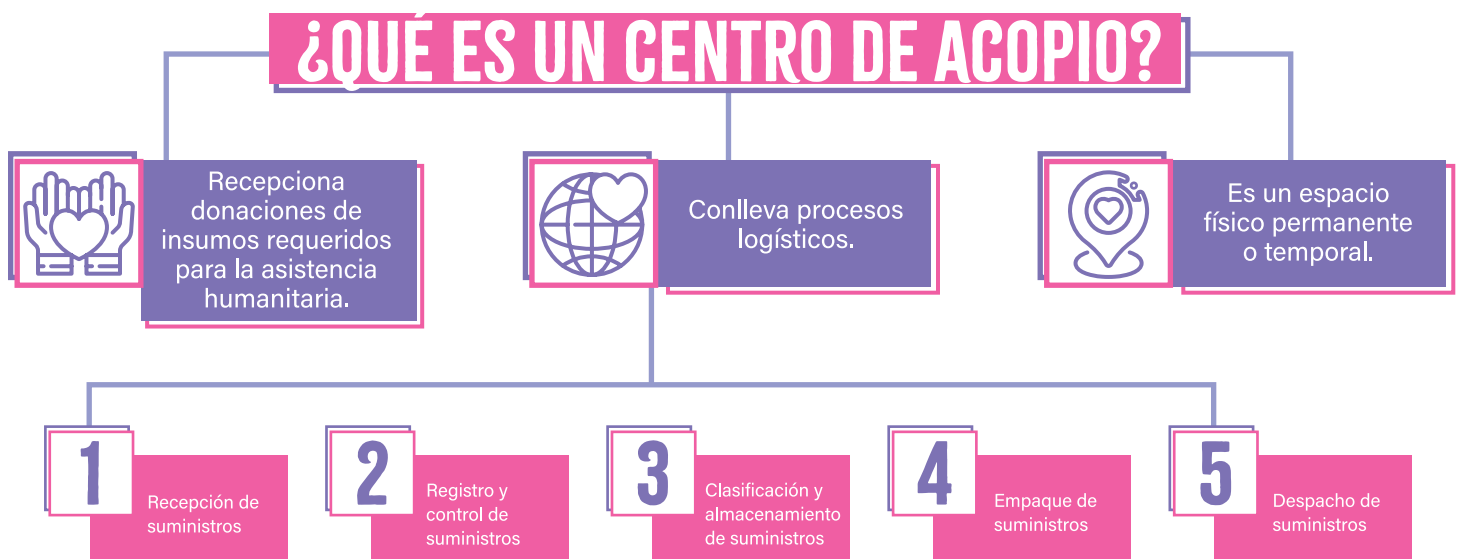 ¿QUÉ ES UN CENTRO DE ACOPIO?
Recepciona
donaciones de
insumos requeridos
para la asistencia
humanitaria.
Conlleva procesos
logísticos.
Es un espacio
físico permanente
o temporal.
1
Recepción de
suministros
2
Registro y
control de
suministros
3
Clasificación y
almacenamiento
de suministros
4
Empaque de
suministros
5
Despacho de
suministros